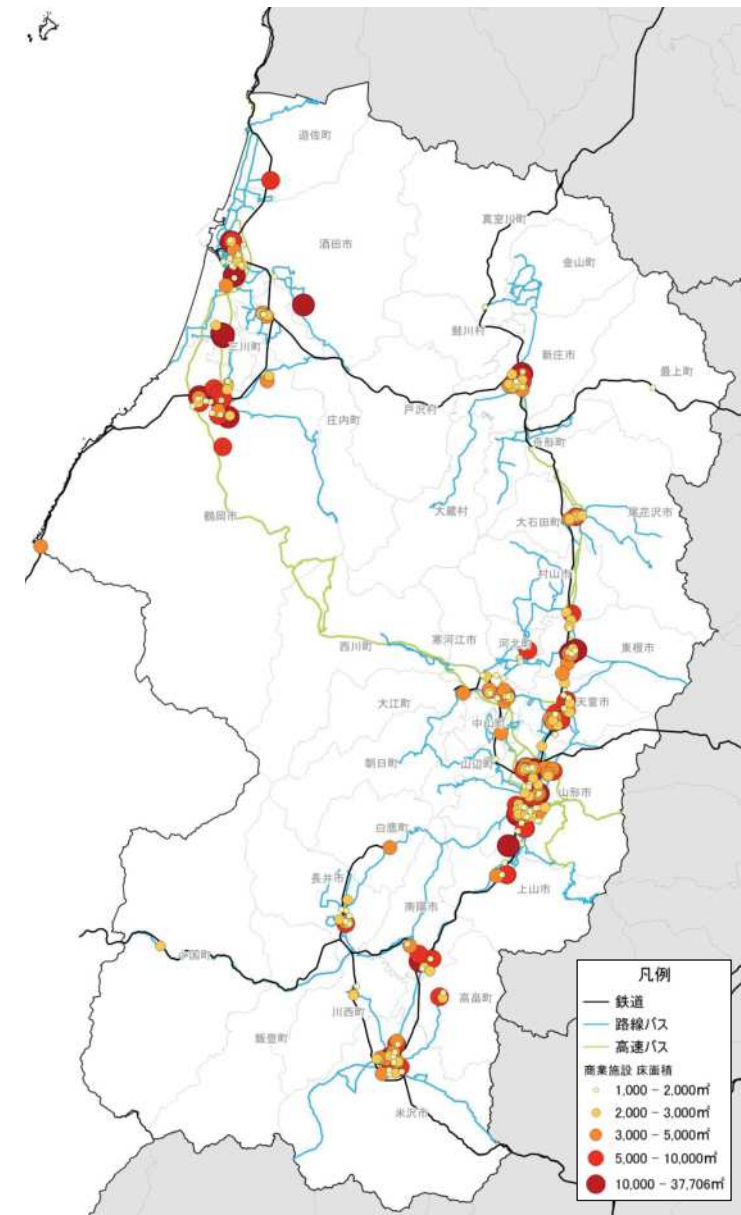 遊佐町
真室川町
酒田市
金山町
鮭川村
新庄市
三川町
最上町
戸沢村
庄内町
舟形町
大蔵村
鶴岡市
大石田町
尾花沢市
村山市
寒河江市
河北町
東根市
西川町
大江町
天童市
中山町
朝日町
山辺町
山形市
白鷹町
長井市
上山市
南陽市
小国町
高畠町
川西町
飯豊町
米沢市
凡例
鉄道
路線バス
高速バス
商業施設 床面積
1,000 - 2,000㎡
2,000 - 3,000㎡
3,000 - 5,000㎡
5,000 - 10,000㎡
10,000 - 37,706㎡